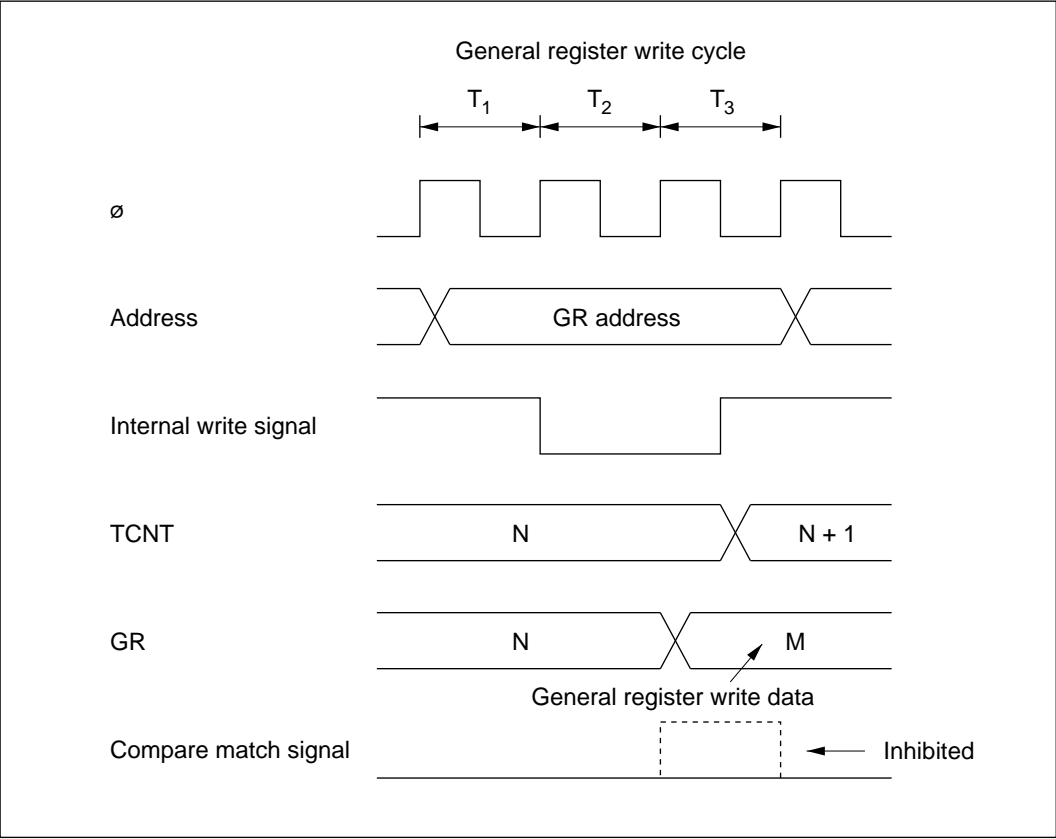 General register write cycle
T1 T2 T3
ø
Address GR address
Internal write signal
TCNT N N + 1
GR N M
General register write data
Compare match signal Inhibited